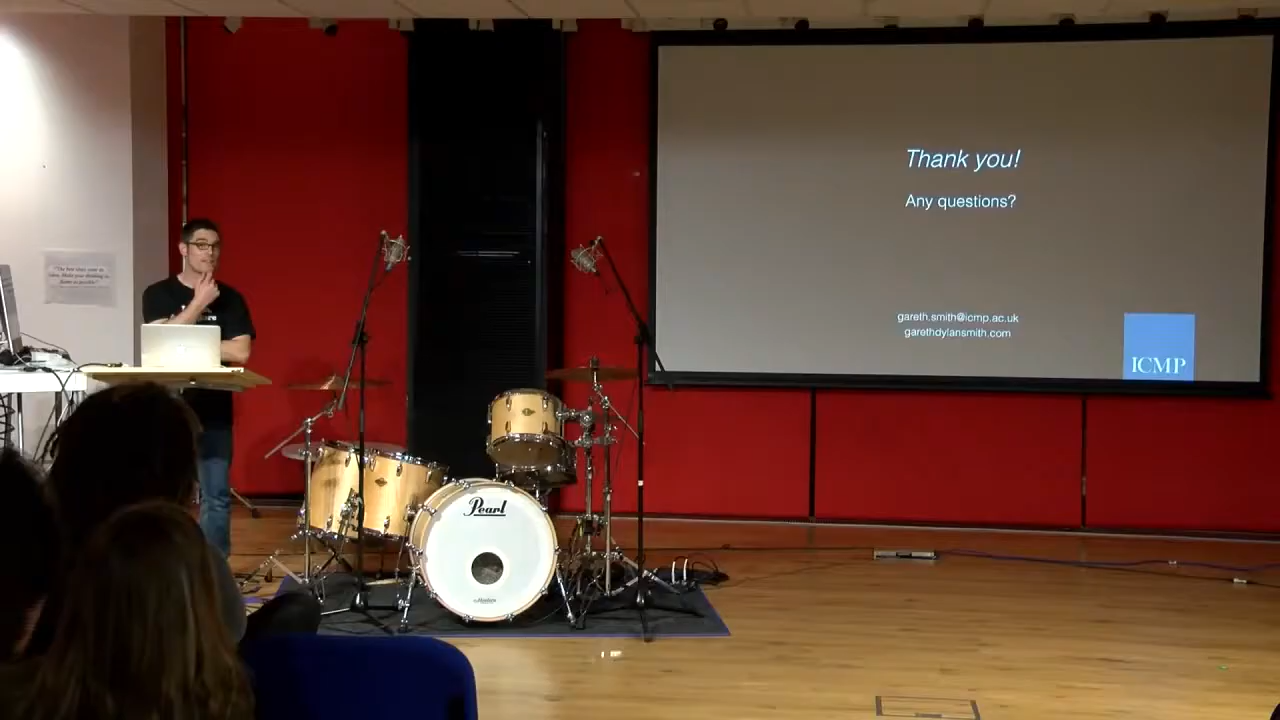 Thank you!
Any questions?
gareth.smith@icmp.ac.uk
garethdylansmith.com
ICMP
Pearl